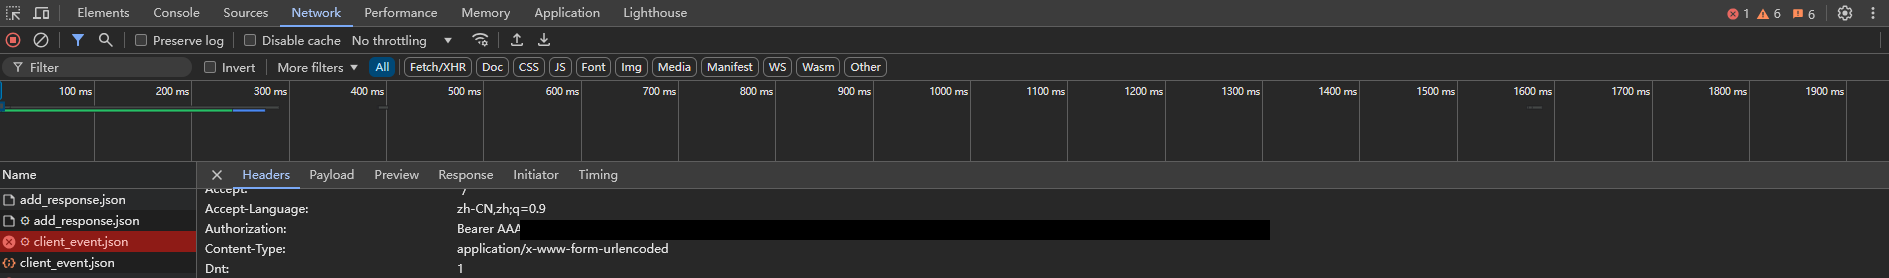 Elements Console Sources Network Performance Memory Application Lighthouse 1 6 6
Preserve log Disable cache No throttling
Filter Invert More filters All Fetch/XHR Doc CSS JS Font Img Media Manifest WS Wasm Other
100 ms 200 ms 300 ms 400 ms 500 ms 600 ms 700 ms 800 ms 900 ms 1000 ms 1100 ms 1200 ms 1300 ms 1400 ms 1500 ms 1600 ms 1700 ms 1800 ms 1900 ms
Name Headers Payload Preview Response Initiator Timing
Accept:
add_response.json
Accept-Language: zh-CN,zh;q=0.9
add_response.json
Authorization: Bearer AAA
client_event.json
Content-Type: application/x-www-form-urlencoded
client_event.json
Dnt: 1